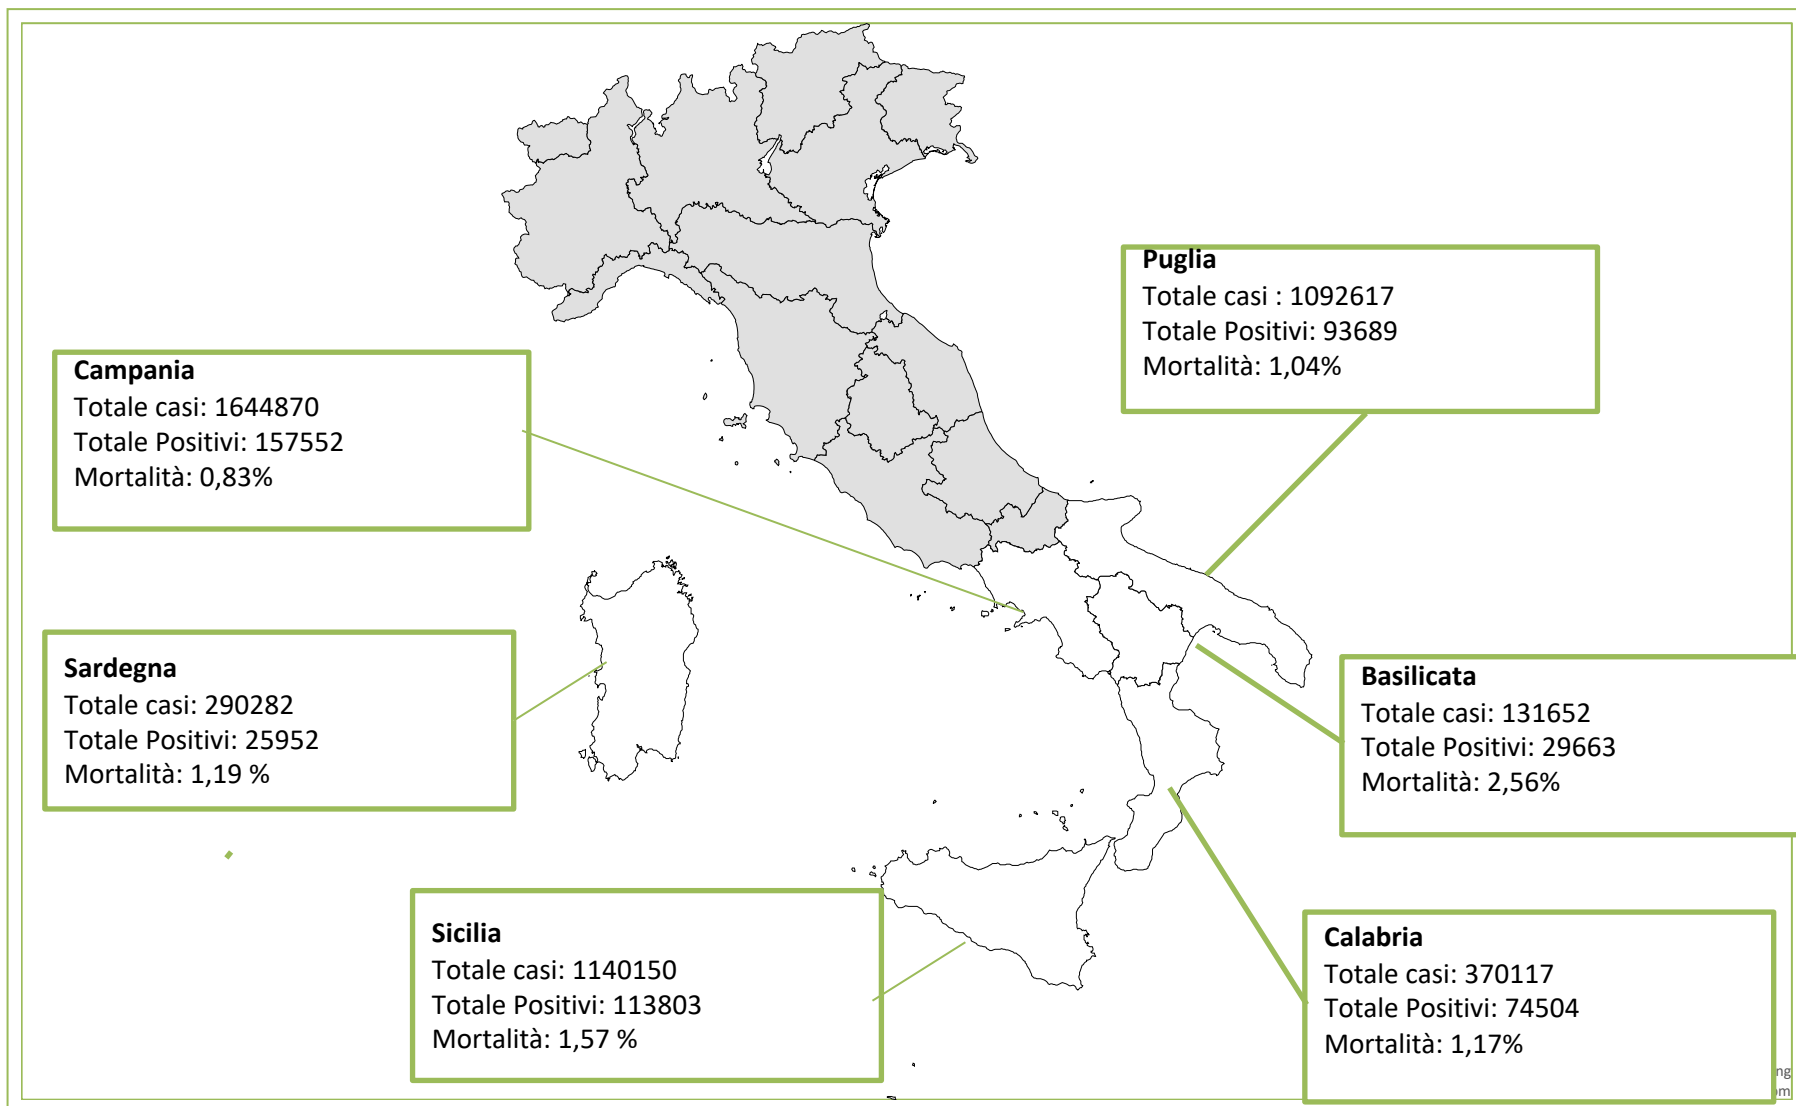 Puglia
Totale casi : 1092617
Totale Positivi: 93689
Mortalità: 1,04%
Campania
Totale casi: 1644870
Totale Positivi: 157552
Mortalità: 0,83%
Sardegna
Totale casi: 290282
Totale Positivi: 25952
Mortalità: 1,19 %
Basilicata
Totale casi: 131652
Totale Positivi: 29663
Mortalità: 2,56%
Sicilia
Totale casi: 1140150
Totale Positivi: 113803
Mortalità: 1,57 %
Calabria
Totale casi: 370117
Totale Positivi: 74504
Mortalità: 1,17%